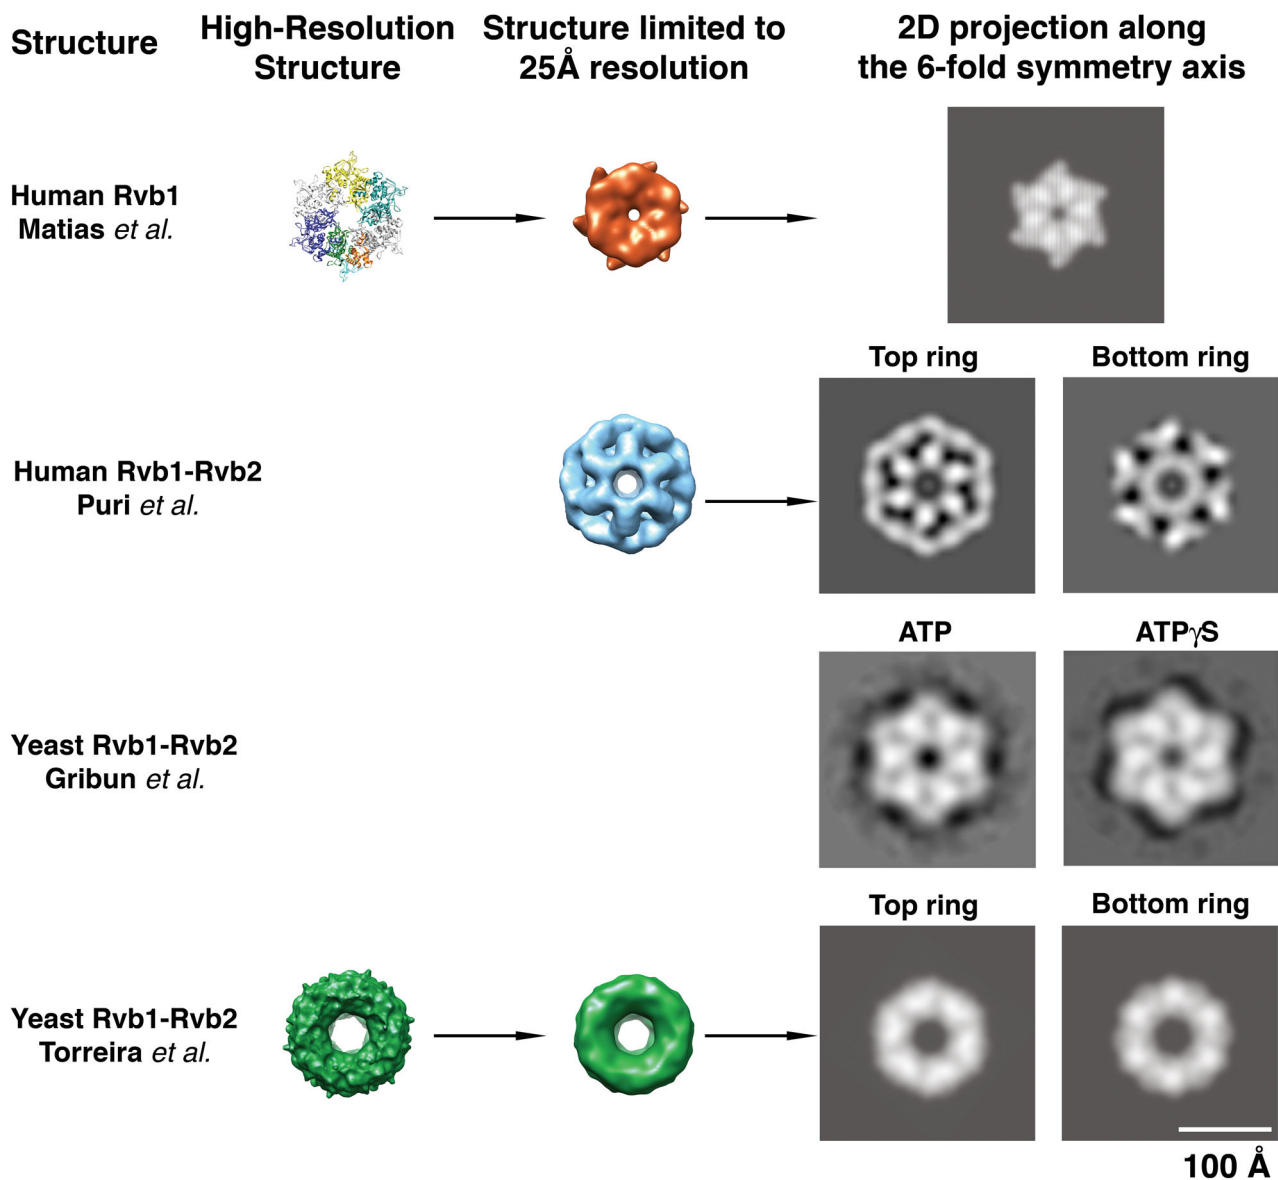 Structure
High-Resolution
Structure
Structure limited to
25Å resolution
2D projection along
the 6-fold symmetry axis
Human Rvb1
Matias et al.
Top ring
Bottom ring
Human Rvb1-Rvb2
Puri et al.
ATP
ATPγS
Yeast Rvb1-Rvb2
Gribun et al.
Top ring
Bottom ring
Yeast Rvb1-Rvb2
Torreira et al.
100 Å